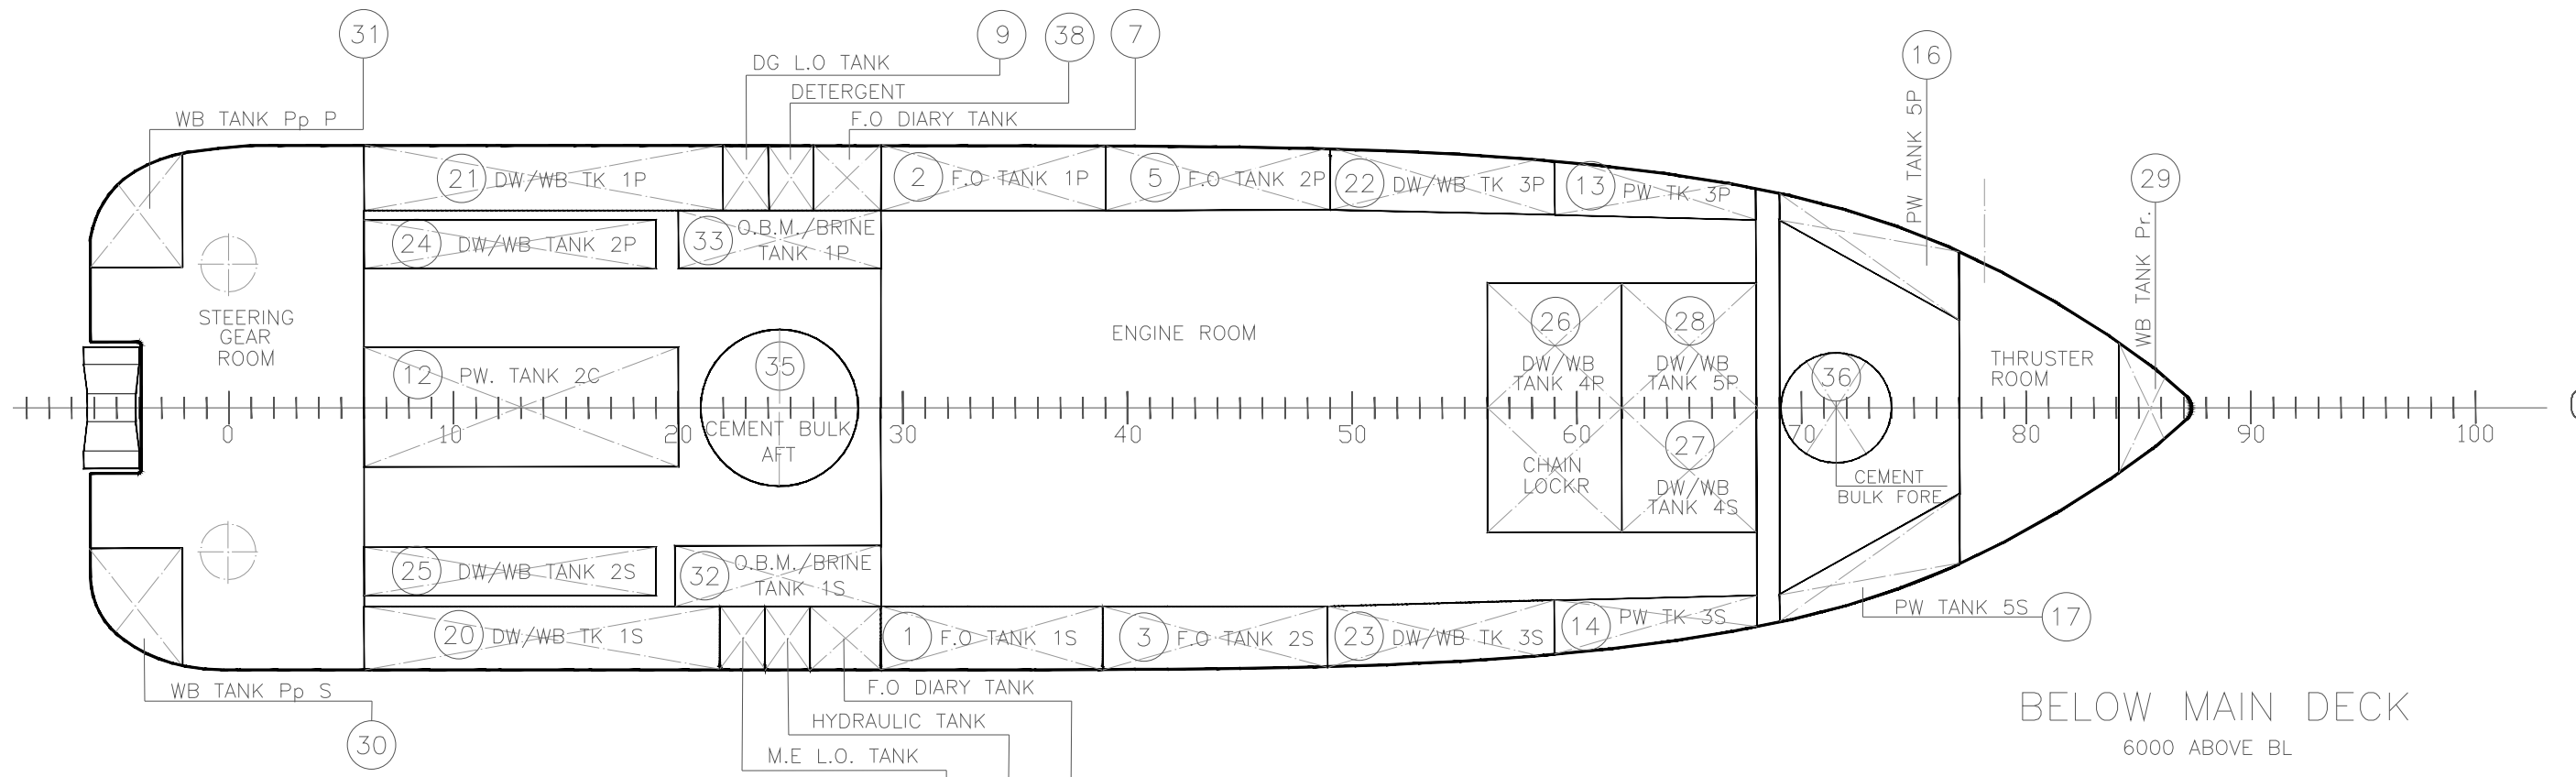 31
9
38
7
16
DG L.O TANK
DETERGENT
F.O DIARY TANK
WB TANK Pp P
PW TANK 5P
29
WB TANK Pr.
21 DW/WB TK 1P
2 F.O TANK 1P
5 F.O TANK 2P
22 DW/WB TK 3P
13 PW TK 3P
24 DW/WB TANK 2P
33 O.B.M./BRINE
TANK 1P
STEERING
GEAR
ROOM
12 PW. TANK 2C
35
CEMENT BULK
AFT
ENGINE ROOM
26
DW/WB
TANK 4P
28
DW/WB
TANK 5P
36
THRUSTER
ROOM
0 10 20 30 40 50 60 70 80 90 100
CHAIN
LOCKR
27
DW/WB
TANK 4S
CEMENT
BULK FORE
25 DW/WB TANK 2S
32 O.B.M./BRINE
TANK 1S
20 DW/WB TK 1S
1 F.O TANK 1S
3 F.O TANK 2S
23 DW/WB TK 3S
14 PW TK 3S
PW TANK 5S
17
WB TANK Pp S
30
F.O DIARY TANK
HYDRAULIC TANK
M.E L.O. TANK
BELOW MAIN DECK
6000 ABOVE BL